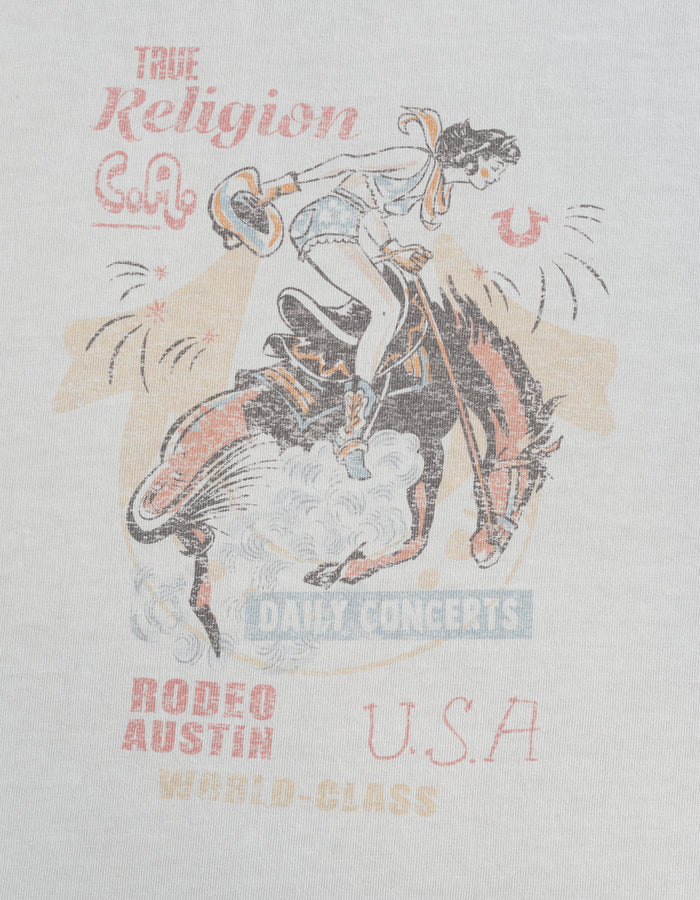 TRUE
Religion
C.A.
DAILY CONCERTS
RODEO
AUSTIN
U.S.A
WORLD-CLASS